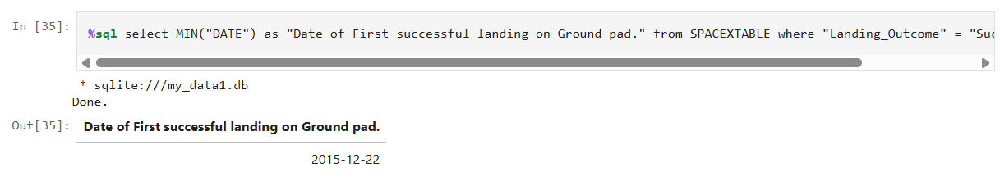 In [35]:
%sql select MIN("DATE") as "Date of First successful landing on Ground pad." from SPACEXTABLE where "Landing_Outcome" = "Suc
* sqlite:///my_data1.db
Done.
Out[35]:
Date of First successful landing on Ground pad.
2015-12-22